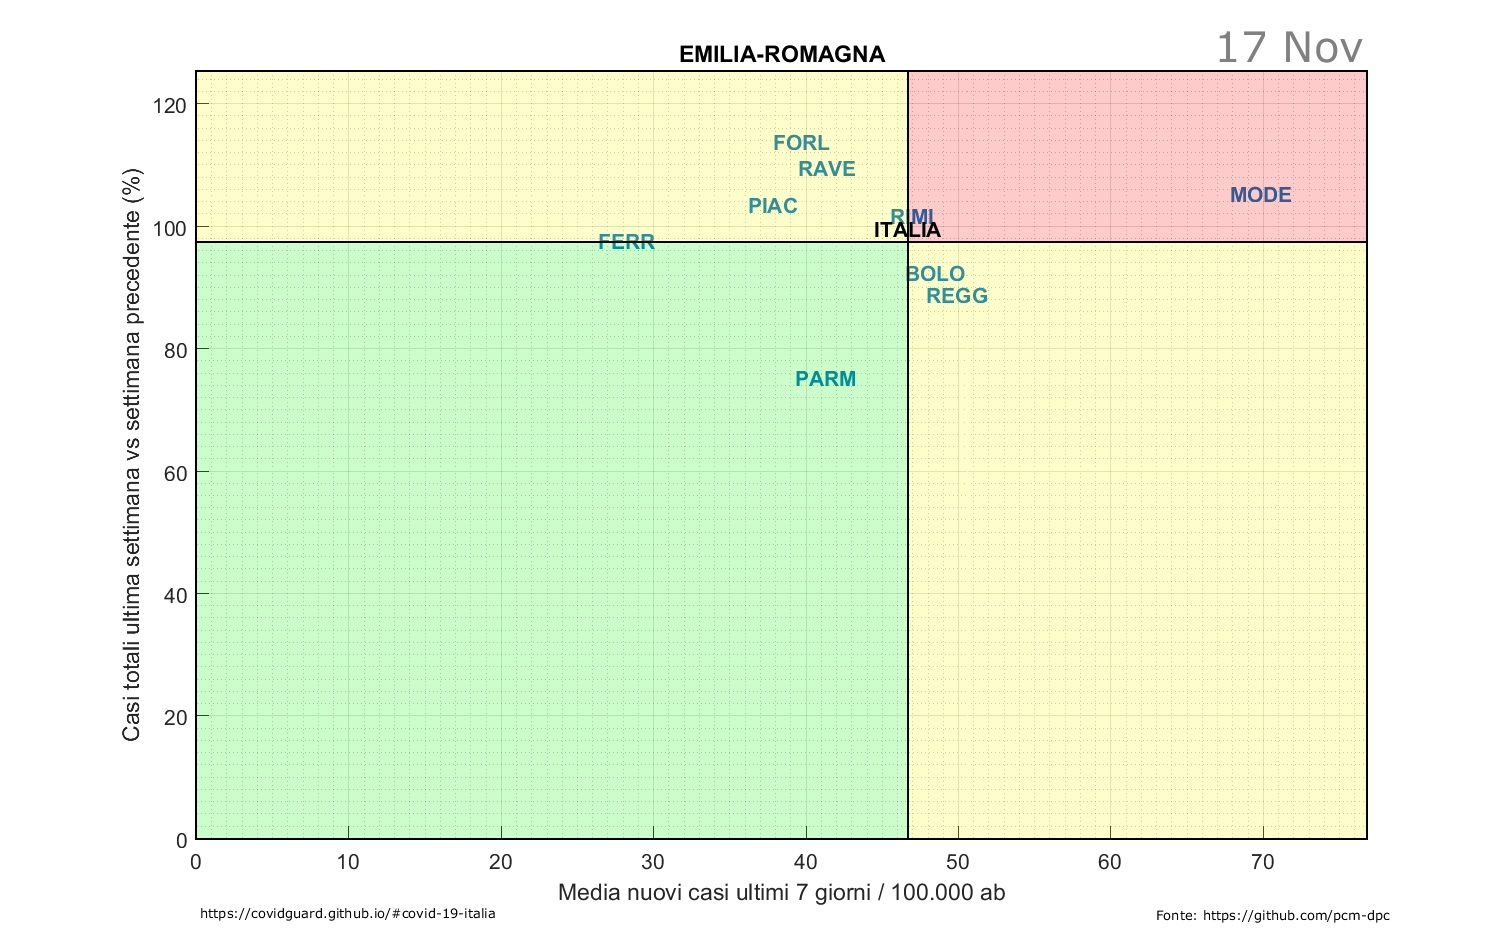 EMILIA-ROMAGNA
17 Nov
Casi totali ultima settimana vs settimana precedente (%)
120
100
80
60
40
20
0
FORL
RAVE
PIAC
MODE
RIMI
ITALIA
FERR
BOLO
REGG
PARM
0 10 20 30 40 50 60 70
Media nuovi casi ultimi 7 giorni / 100.000 ab
https://covidguard.github.io/#covid-19-italia
Fonte: https://github.com/pcm-dpc